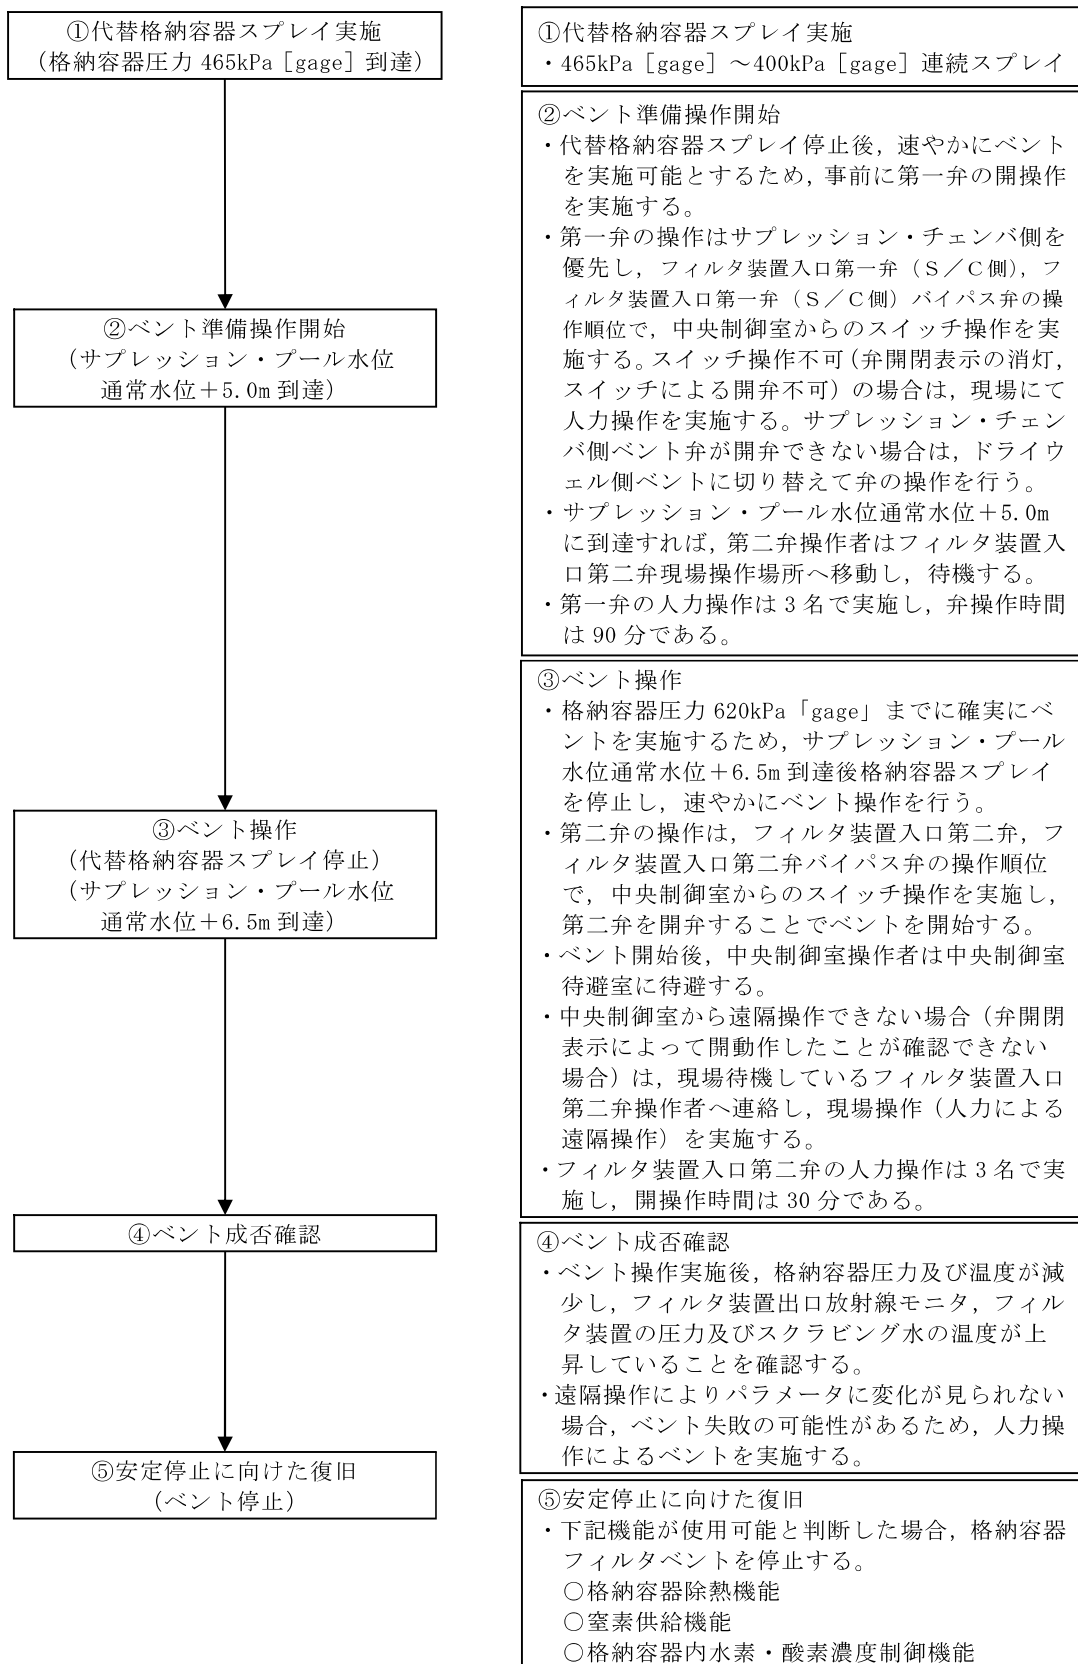 ①代替格納容器スプレイ実施
（格納容器圧力 465kPa［gage］到達）
②ベント準備操作開始
（サプレッション・プール水位
通常水位＋5.0m 到達）
③ベント操作
（代替格納容器スプレイ停止）
（サプレッション・プール水位
通常水位＋6.5m 到達）
④ベント成否確認
⑤安定停止に向けた復旧
（ベント停止）
①代替格納容器スプレイ実施
・465kPa［gage］～400kPa［gage］連続スプレイ
②ベント準備操作開始
・代替格納容器スプレイ停止後，速やかにベント
を実施可能とするため，事前に第一弁の開操作
を実施する。
・第一弁の操作はサプレッション・チェンバ側を
優先し，フィルタ装置入口第一弁（Ｓ／Ｃ側），フ
ィルタ装置入口第一弁（Ｓ／Ｃ側）バイパス弁の操
作順位で，中央制御室からのスイッチ操作を実
施する。スイッチ操作不可（弁開閉表示の消灯，
スイッチによる開弁不可）の場合は，現場にて
人力操作を実施する。サプレッション・チェン
バ側ベント弁が開弁できない場合は，ドライウ
ェル側ベントに切り替えて弁の操作を行う。
・サプレッション・プール水位通常水位＋5.0m
に到達すれば，第二弁操作者はフィルタ装置入
口第二弁現場操作場所へ移動し，待機する。
・第一弁の人力操作は 3 名で実施し，弁操作時間
は 90 分である。
③ベント操作
・格納容器圧力 620kPa「gage」までに確実にベ
ントを実施するため，サプレッション・プール
水位通常水位＋6.5m 到達後格納容器スプレイ
を停止し，速やかにベント操作を行う。
・第二弁の操作は，フィルタ装置入口第二弁，フ
ィルタ装置入口第二弁バイパス弁の操作順位
で，中央制御室からのスイッチ操作を実施し，
第二弁を開弁することでベントを開始する。
・ベント開始後，中央制御室操作者は中央制御室
待避室に待避する。
・中央制御室から遠隔操作できない場合（弁開閉
表示によって開動作したことが確認できない
場合）は，現場待機しているフィルタ装置入口
第二弁操作者へ連絡し，現場操作（人力による
遠隔操作）を実施する。
・フィルタ装置入口第二弁の人力操作は 3 名で実
施し，開操作時間は 30 分である。
④ベント成否確認
・ベント操作実施後，格納容器圧力及び温度が減
少し，フィルタ装置出口放射線モニタ，フィル
タ装置の圧力及びスクラビング水の温度が上
昇していることを確認する。
・遠隔操作によりパラメータに変化が見られない
場合，ベント失敗の可能性があるため，人力操
作によるベントを実施する。
⑤安定停止に向けた復旧
・下記機能が使用可能と判断した場合，格納容器
フィルタベントを停止する。
○格納容器除熱機能
○窒素供給機能
○格納容器内水素・酸素濃度制御機能